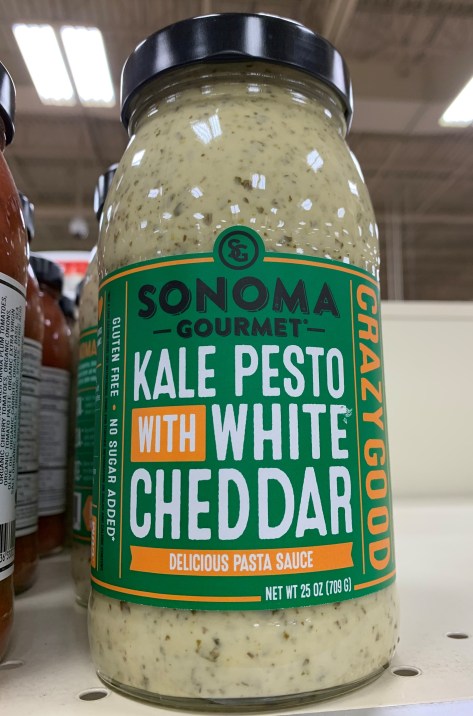 SG
SONOMA
GOURMET®
KALE PESTO
WITH WHITE
CHEDDAR
DELICIOUS PASTA SAUCE
NET WT 25 OZ (709 G)
CRAZY GOOD
GLUTEN FREE • NO SUGAR ADDED*